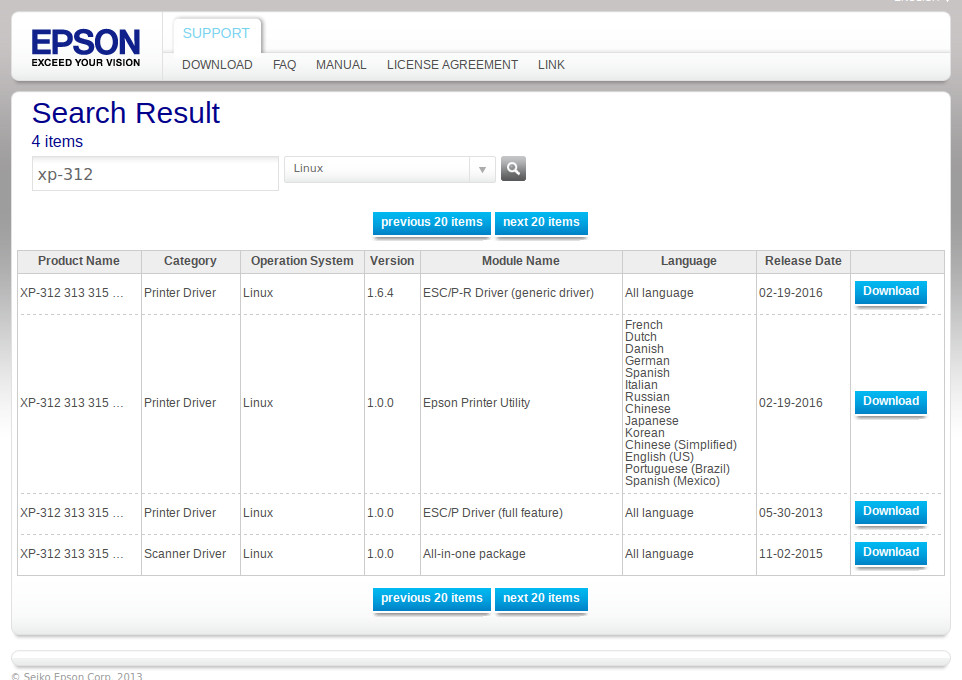 EPSON
EXCEED YOUR VISION
SUPPORT
DOWNLOAD FAQ MANUAL LICENSE AGREEMENT LINK
Search Result
4 items
xp-312 Linux
previous 20 items next 20 items
Product Name Category Operation System Version Module Name Language Release Date
XP-312 313 315 ... Printer Driver Linux 1.6.4 ESC/P-R Driver (generic driver) All language 02-19-2016 Download
French
Dutch
Danish
German
Spanish
Italian
Russian
XP-312 313 315 ... Printer Driver Linux 1.0.0 Epson Printer Utility Chinese 02-19-2016 Download
Japanese
Korean
Chinese (Simplified)
English (US)
Portuguese (Brazil)
Spanish (Mexico)
XP-312 313 315 ... Printer Driver Linux 1.0.0 ESC/P Driver (full feature) All language 05-30-2013 Download
XP-312 313 315 ... Scanner Driver Linux 1.0.0 All-in-one package All language 11-02-2015 Download
previous 20 items next 20 items
© Seiko Epson Corp. 2013